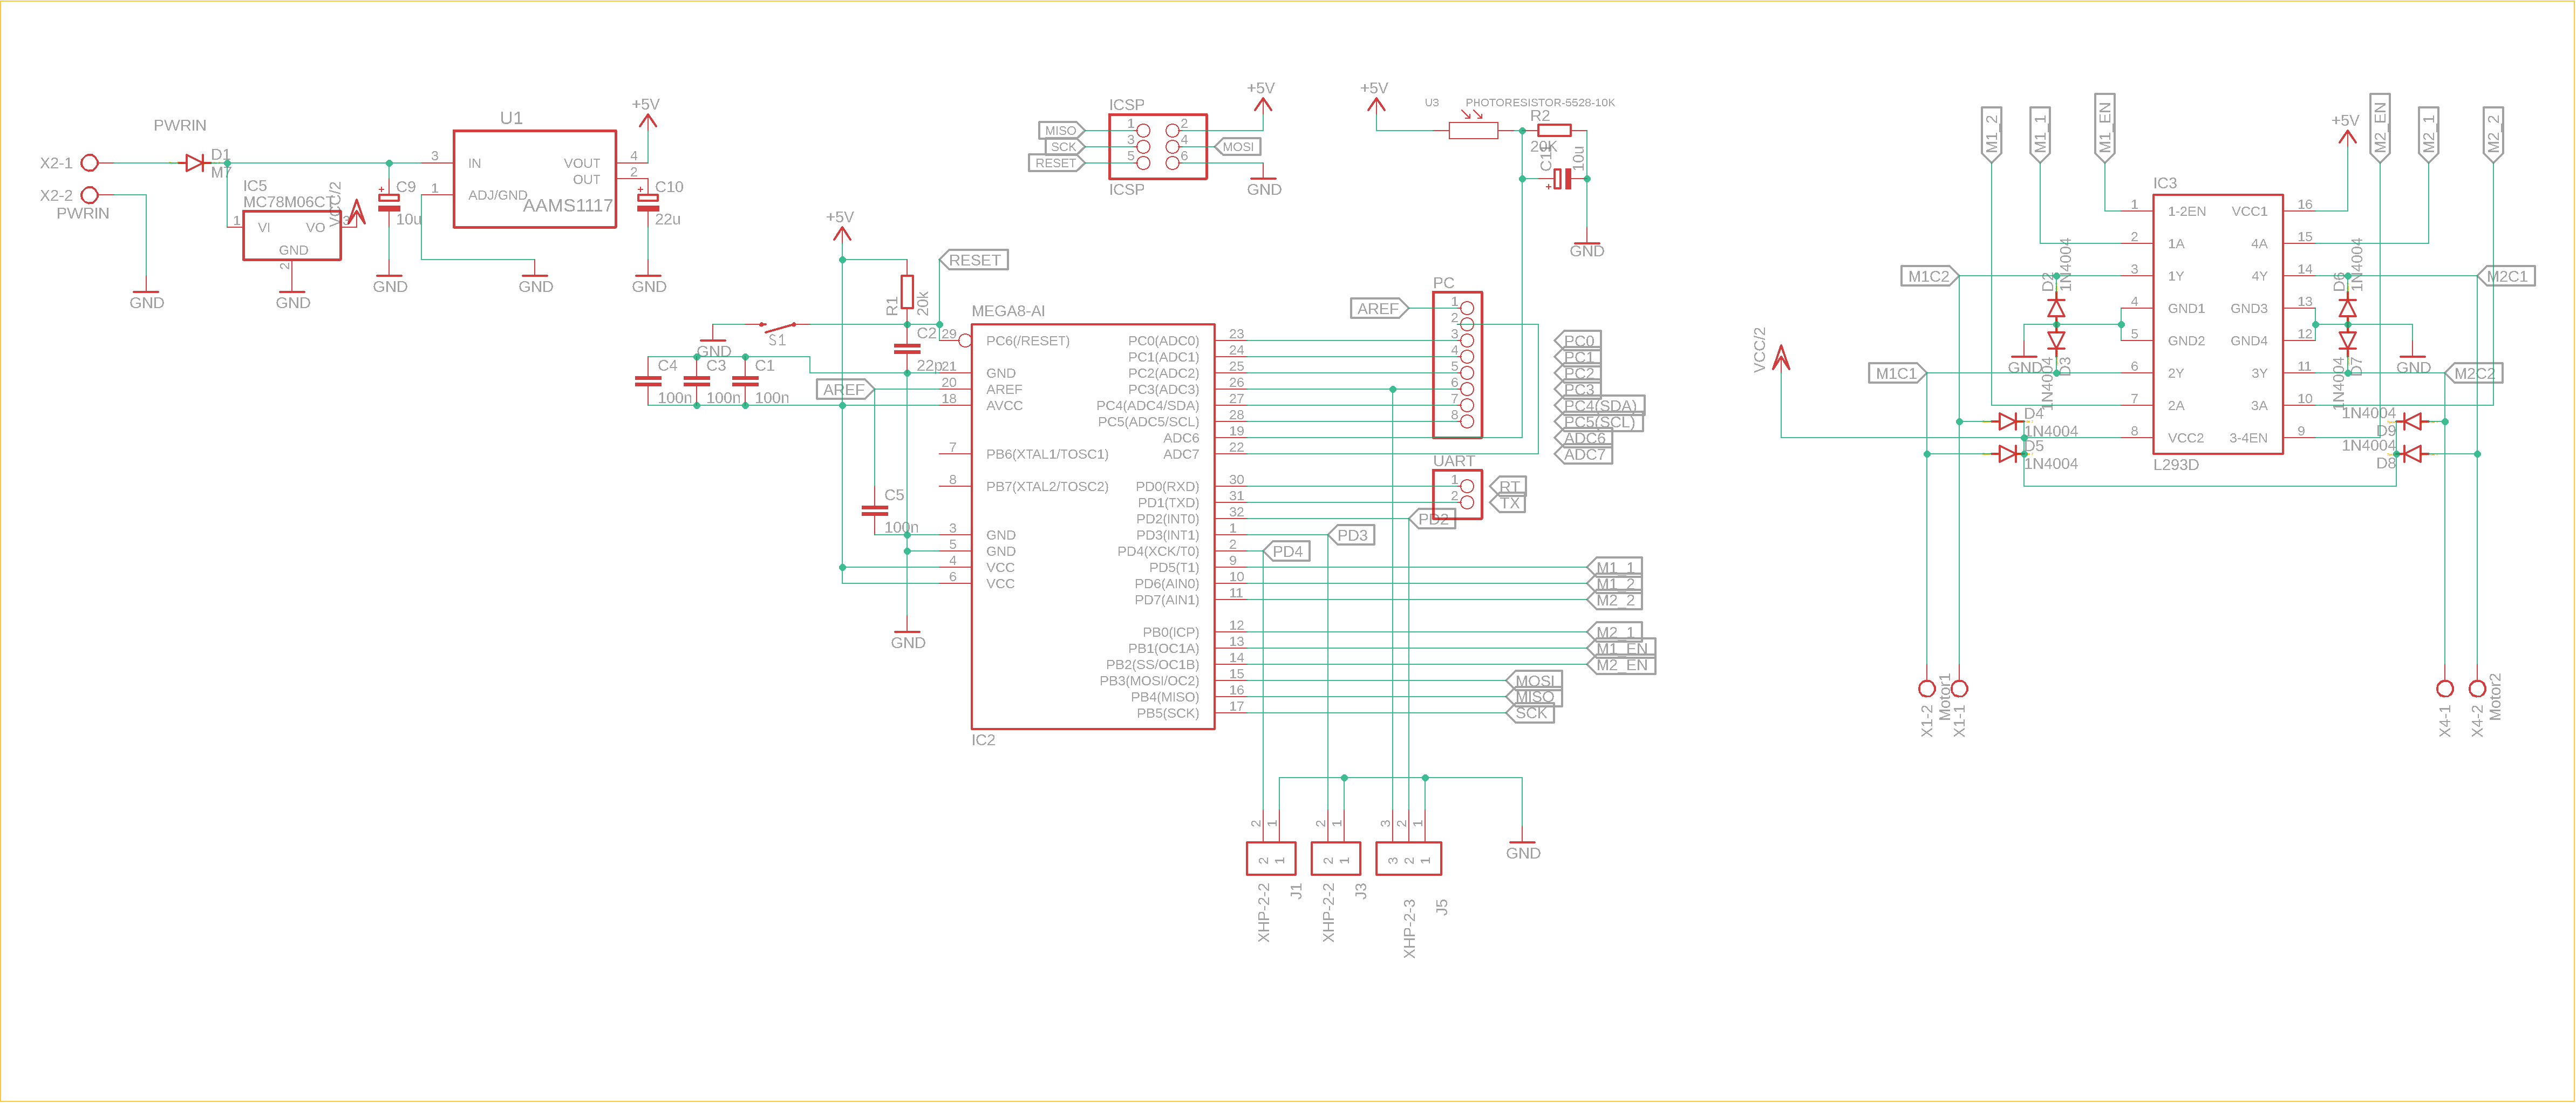 PWRIN
X2-1
X2-2
PWRIN
GND
D1
M7
IC5
MC78M06CT
1
VI
VO
3
GND
2
GND
VCC/2
C9
10u
GND
U1
3
IN
1
ADJ/GND
VOUT
4
OUT
2
AAMS1117
GND
+5V
C10
22u
GND
ICSP
MISO
SCK
RESET
1
3
5
2
4
6
MOSI
ICSP
+5V
GND
+5V
U3
PHOTORESISTOR-5528-10K
R2
20K
10u
GND
+5V
R1
20k
RESET
S1
GND
C2
22p
C4
100n
C3
100n
C1
100n
AREF
C5
100n
GND
MEGA8-AI
29
PC6(/RESET)
21
GND
20
AREF
18
AVCC
7
PB6(XTAL1/TOSC1)
8
PB7(XTAL2/TOSC2)
3
GND
5
GND
4
VCC
6
VCC
PC0(ADC0)
23
PC1(ADC1)
24
PC2(ADC2)
25
PC3(ADC3)
26
PC4(ADC4/SDA)
27
PC5(ADC5/SCL)
28
ADC6
19
ADC7
22
PD0(RXD)
30
PD1(TXD)
31
PD2(INT0)
32
PD3(INT1)
1
PD4(XCK/T0)
2
PD5(T1)
9
PD6(AIN0)
10
PD7(AIN1)
11
PB0(ICP)
12
PB1(OC1A)
13
PB2(SS/OC1B)
14
PB3(MOSI/OC2)
15
PB4(MISO)
16
PB5(SCK)
17
IC2
PC
AREF
1
2
3
4
5
6
7
8
PC0
PC1
PC2
PC3
PC4(SDA)
PC5(SCL)
ADC6
ADC7
UART
1
2
RT
TX
PD2
PD3
PD4
M1_1
M1_2
M2_2
M2_1
M1_EN
M2_EN
MOSI
MISO
SCK
2
1
2
1
3
2
1
2
1
2
1
3
2
1
GND
XHP-2-2
J1
XHP-2-2
J3
XHP-2-3
J5
VCC/2
M1_2
M1_1
M1_EN
+5V
M2_EN
M2_1
M2_2
IC3
1
1-2EN
2
1A
3
1Y
4
GND1
5
GND2
6
2Y
7
2A
8
VCC2
VCC1
16
4A
15
4Y
14
GND3
13
GND4
12
3Y
11
3A
10
3-4EN
9
L293D
M1C2
M1C1
M2C1
M2C2
D2
1N4004
D3
1N4004
GND
D6
1N4004
D7
1N4004
GND
D4
1N4004
D5
1N4004
1N4004
D9
1N4004
D8
X1-2
Motor1
X1-1
X4-1
X4-2
Motor2